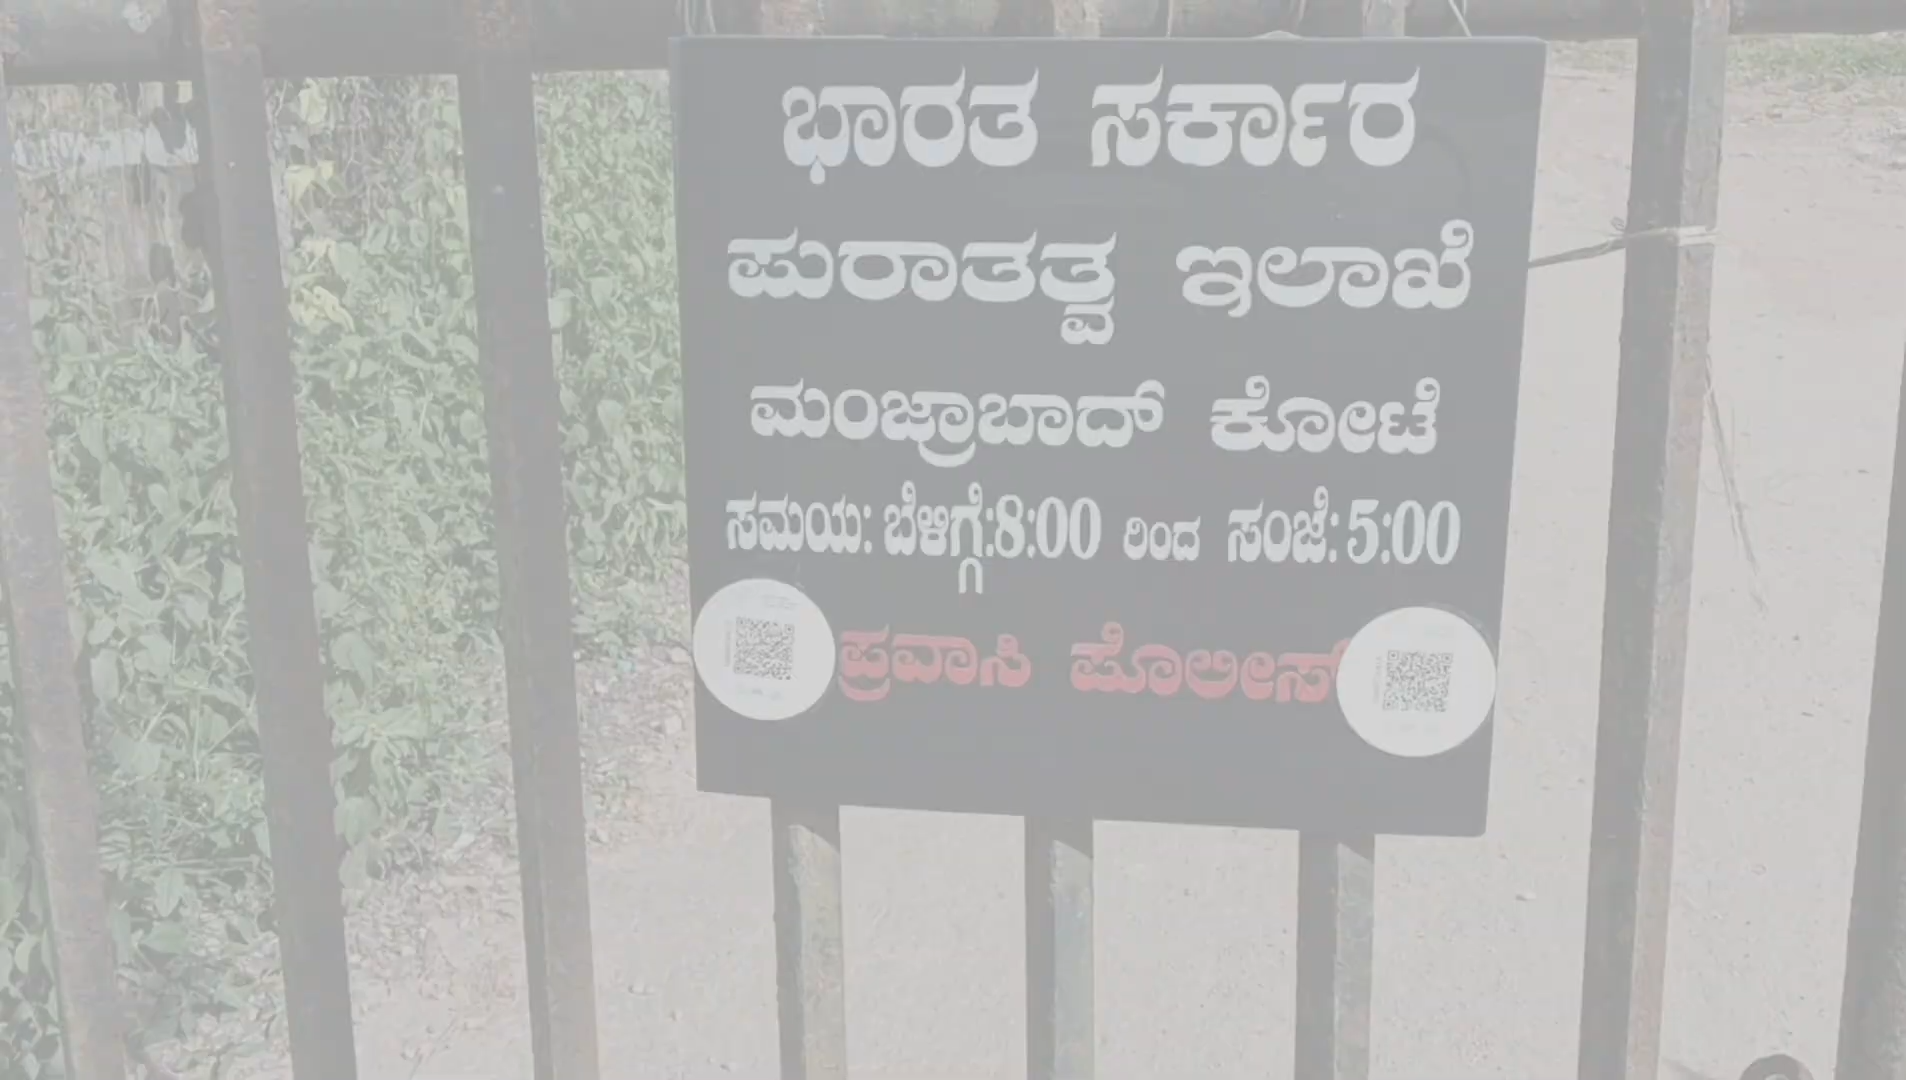 ಭಾರತ ಸರ್ಕಾರ
ಪುರಾತತ್ವ ಇಲಾಖೆ
ಮಂಜ್ರಾಬಾದ್ ಕೋಟೆ
ಸಮಯ: ಬೆಳಿಗ್ಗೆ:8:00 ರಿಂದ ಸಂಜೆ: 5:00
ಪ್ರವಾಸಿ ಪೊಲೀಸ್